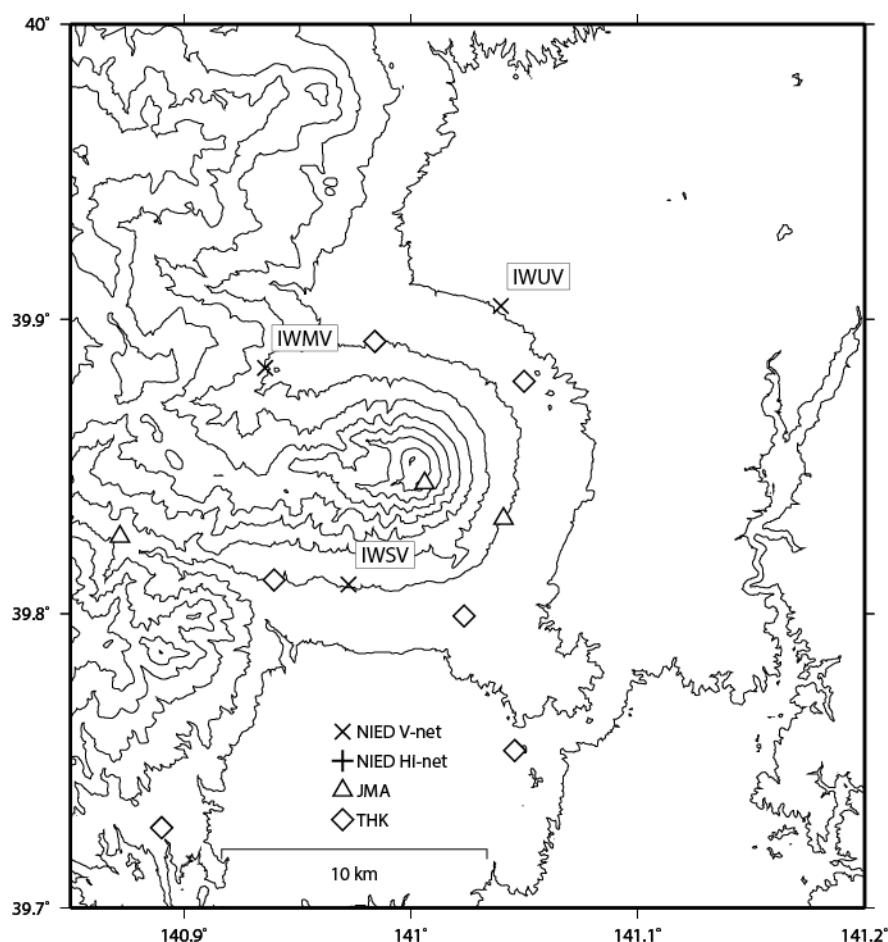 40˚
IWUV
39.9˚
IWMV
IWSV
39.8˚
NIED V-net
NIED HI-net
JMA
THK
10 km
39.7˚
140.9˚
141˚
141.1˚
141.2˚